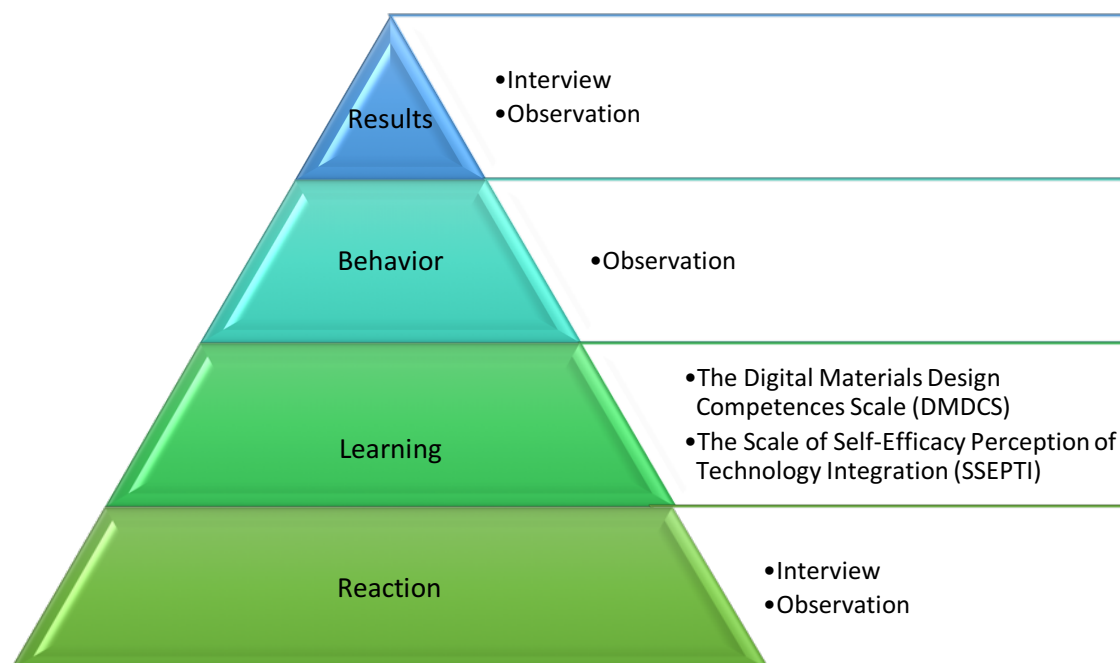 Results
•Interview
•Observation
Behavior
•Observation
Learning
•The Digital Materials Design
Competences Scale (DMDCS)
•The Scale of Self-Efficacy Perception of
Technology Integration (SSEPTI)
Reaction
•Interview
•Observation